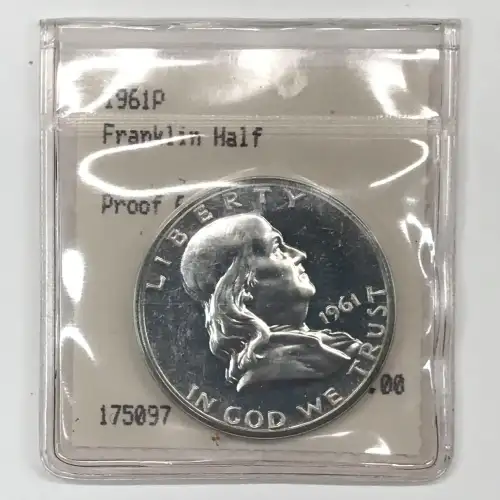 1961P
Franklin Half
Proof
LIBERTY
1961
IN GOD WE TRUST
.00
175097